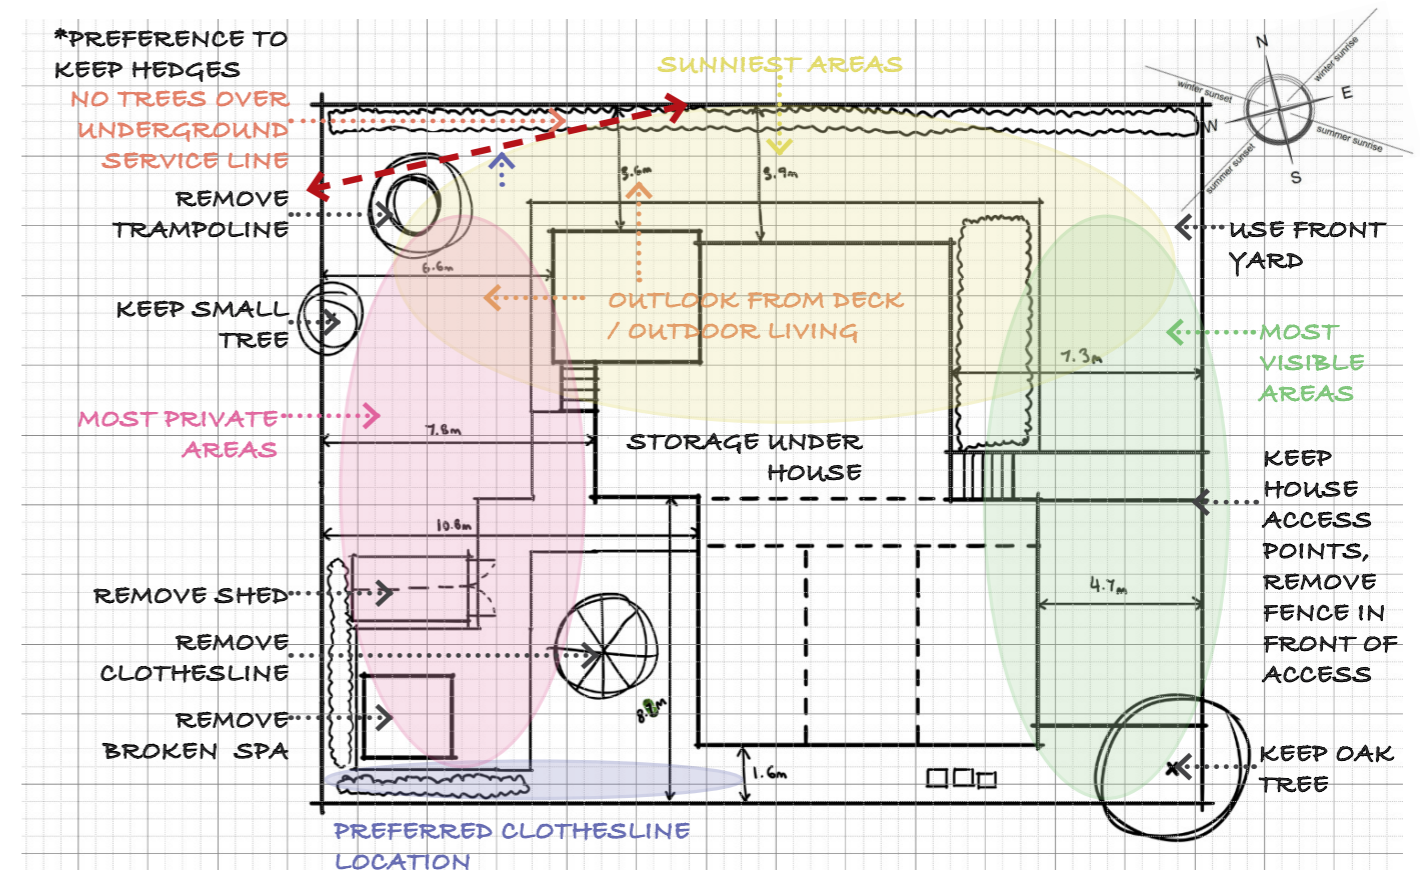 *PREFERENCE TO
KEEP HEDGES
NO TREES OVER
UNDERGROUND
SERVICE LINE
REMOVE
TRAMPOLINE
KEEP SMALL
TREE
MOST PRIVATE
AREAS
REMOVE SHED
REMOVE
CLOTHESLINE
REMOVE
BROKEN SPA
PREFERRED CLOTHESLINE
LOCATION
SUNNIEST AREAS
3.9m
6.6m
OUTLOOK FROM DECK
/ OUTDOOR LIVING
7.8m
STORAGE UNDER
HOUSE
10.8m
1.6m
7.3m
4.7m
N
E
S
W
winter sunrise
winter sunset
summer sunrise
summer sunset
USE FRONT
YARD
MOST
VISIBLE
AREAS
KEEP
HOUSE
ACCESS
POINTS,
REMOVE
FENCE IN
FRONT OF
ACCESS
KEEP OAK
TREE